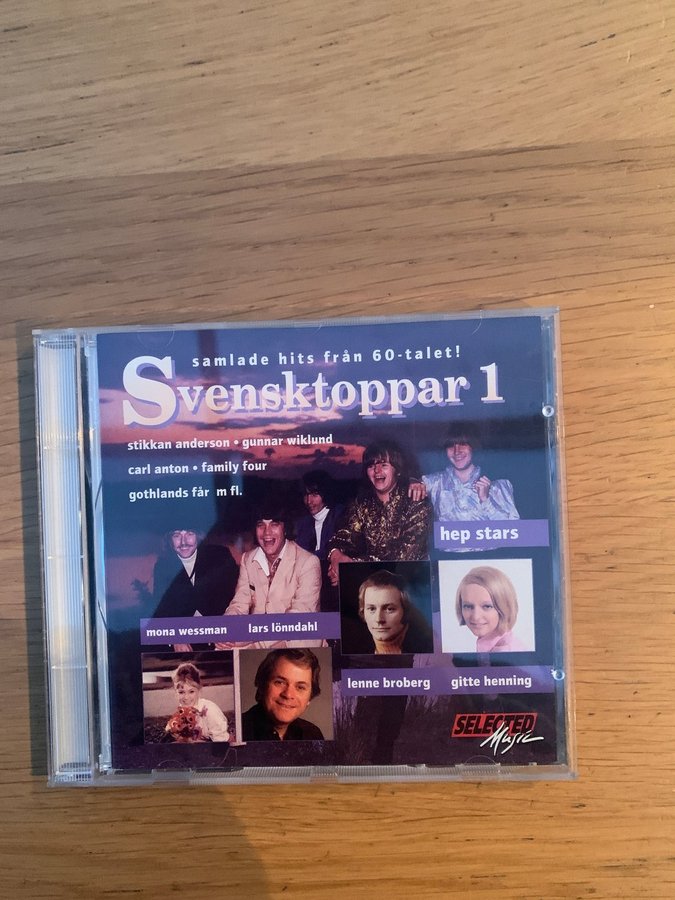 samlade hits från 60-talet!
Svensktoppar 1
stikkan anderson • gunnar wiklund
carl anton • family four
gothlands får m fl.
hep stars
mona wessman lars lönndahl
lenne broberg gitte henning
SELECTED
Music